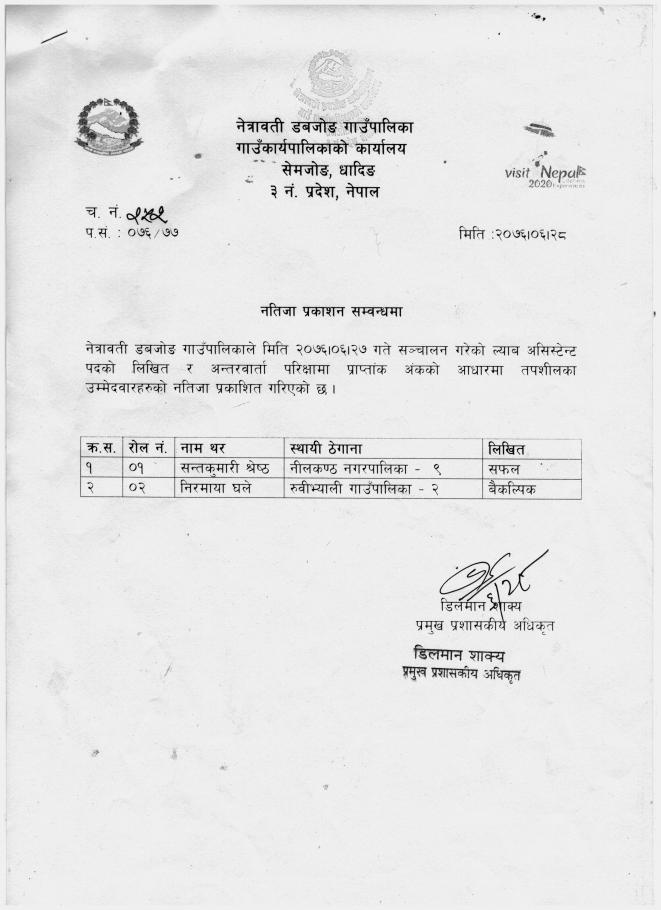 नेत्रावती डबजोङ गाउँपालिका
गाउँकार्यपालिकाको कार्यालय
सेमजोङ, धादिङ
३ नं. प्रदेश, नेपाल
visit Nepal
2020
च. नं.
प.सं. : ०७६/७७
मिति :२०७६।०६।२८
नतिजा प्रकाशन सम्वन्धमा
नेत्रावती डबजोङ गाउँपालिकाले मिति २०७६।०६।२७ गते सञ्चालन गरेको ल्याब असिस्टेन्ट
पदको लिखित र अन्तरवार्ता परिक्षामा प्राप्तांक अंकको आधारमा तपशीलका
उम्मेदवारहरुको नतिजा प्रकाशित गरिएको छ ।
क्र.स. रोल नं. नाम थर स्थायी ठेगाना लिखित
१ ०१ सन्तकुमारी श्रेष्ठ नीलकण्ठ नगरपालिका - ९ सफल
२ ०२ निरमाया घले रुवीभ्याली गाउँपालिका - २ बैकल्पिक
डिलमान शाक्य
प्रमुख प्रशासकीय अधिकृत
डिलमान शाक्य
प्रमुख प्रशासकीय अधिकृत